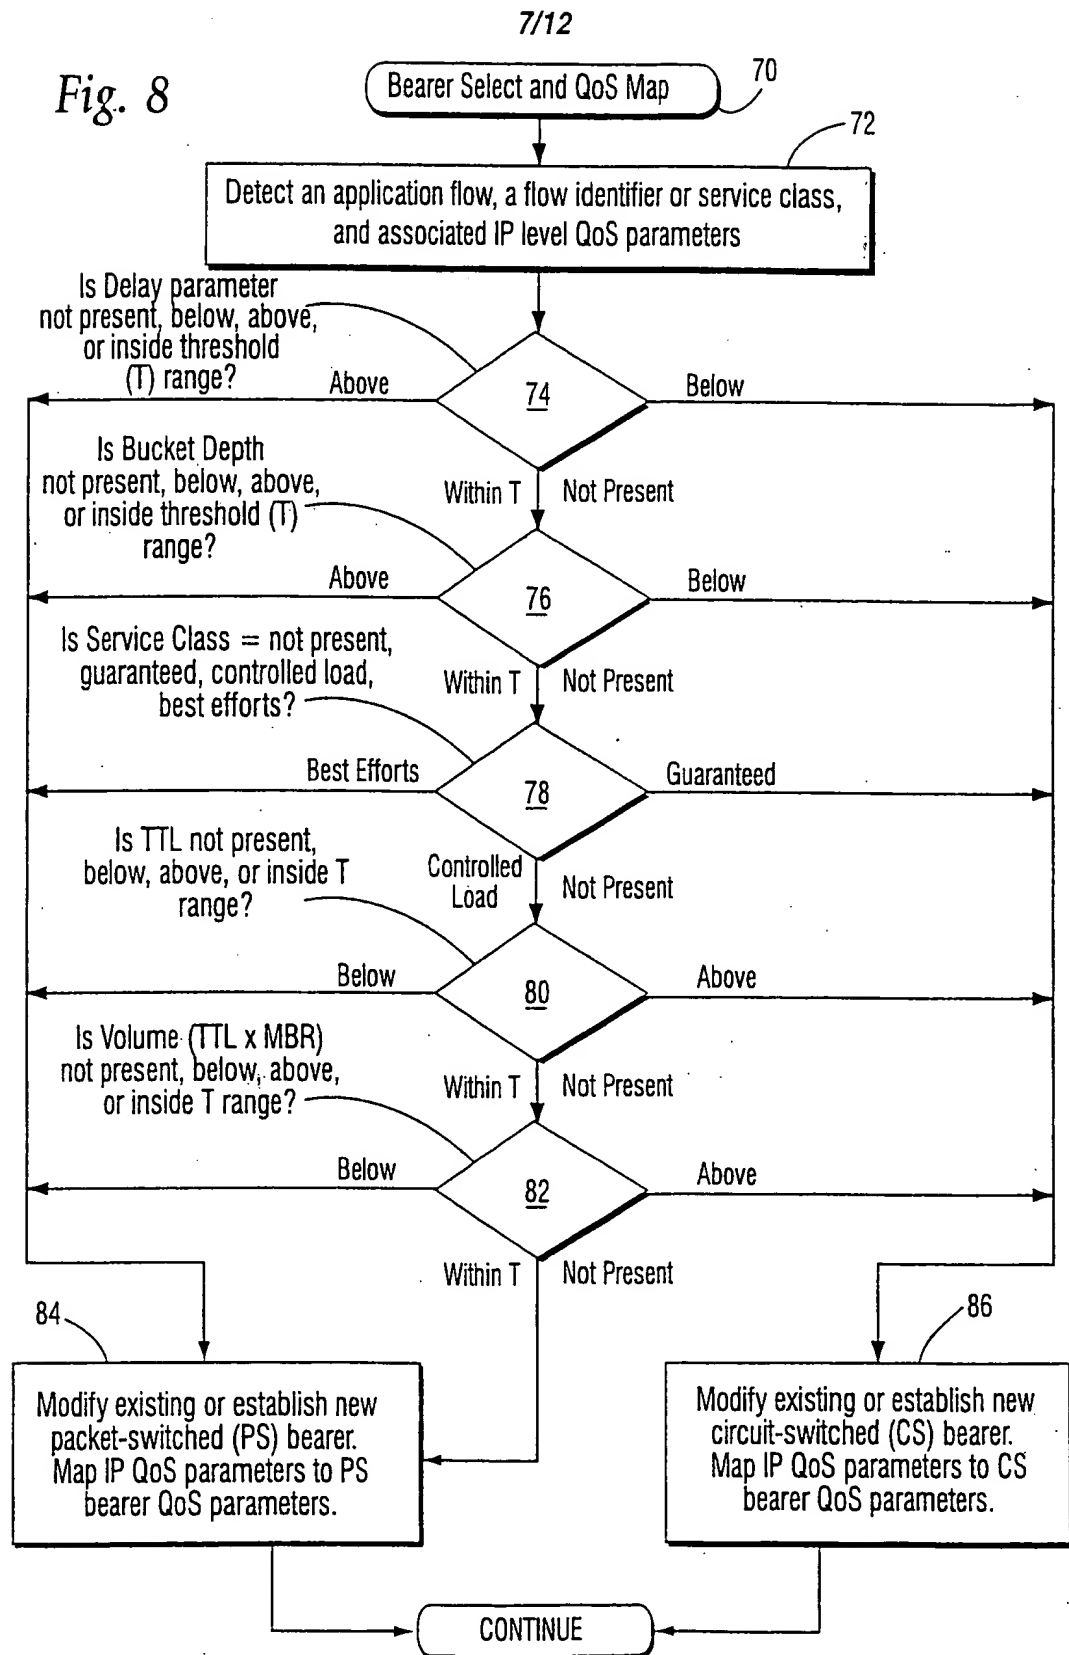 7/12
Fig. 8
Bearer Select and QoS Map
70
72
Detect an application flow, a flow identifier or service class,
and associated IP level QoS parameters
Is Delay parameter
not present, below, above,
or inside threshold
(T) range?
Above
74
Below
Within T
Not Present
Is Bucket Depth
not present, below, above,
or inside threshold (T)
range?
Above
76
Below
Within T
Not Present
Is Service Class = not present,
guaranteed, controlled load,
best efforts?
Best Efforts
78
Guaranteed
Controlled
Load
Not Present
Is TTL not present,
below, above, or inside T
range?
Below
80
Above
Within T
Not Present
Is Volume (TTL x MBR)
not present, below, above,
or inside T range?
Below
82
Above
Within T
Not Present
84
Modify existing or establish new
packet-switched (PS) bearer.
Map IP QoS parameters to PS
bearer QoS parameters.
86
Modify existing or establish new
circuit-switched (CS) bearer.
Map IP QoS parameters to CS
bearer QoS parameters.
CONTINUE